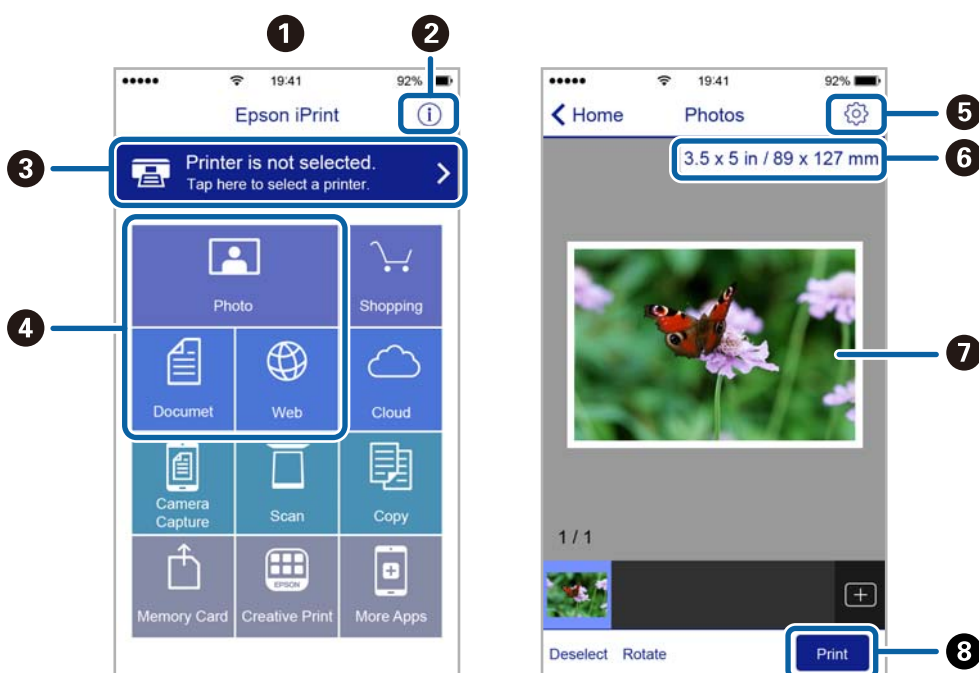 1
2
19:41
92%
Epson iPrint
3
Printer is not selected.
Tap here to select a printer.
4
Photo
Shopping
Documet
Web
Cloud
Camera
Capture
Scan
Copy
EPSON
Memory Card
Creative Print
More Apps
19:41
92%
Home
Photos
5
3.5 x 5 in / 89 x 127 mm
6
7
1 / 1
Deselect
Rotate
Print
8